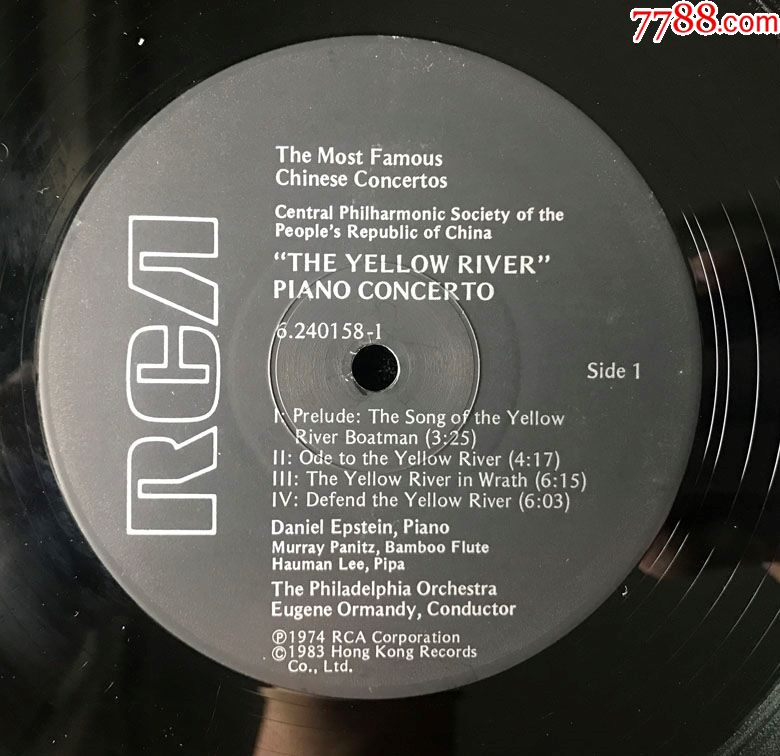 7788.com
RCA
The Most Famous
Chinese Concertos
Central Philharmonic Society of the
People's Republic of China
"THE YELLOW RIVER"
PIANO CONCERTO
6.240158-1
Side 1
I: Prelude: The Song of the Yellow
River Boatman (3:25)
II: Ode to the Yellow River (4:17)
III: The Yellow River in Wrath (6:15)
IV: Defend the Yellow River (6:03)
Daniel Epstein, Piano
Murray Panitz, Bamboo Flute
Hauman Lee, Pipa
The Philadelphia Orchestra
Eugene Ormandy, Conductor
Ⓟ1974 RCA Corporation
©1983 Hong Kong Records
Co., Ltd.